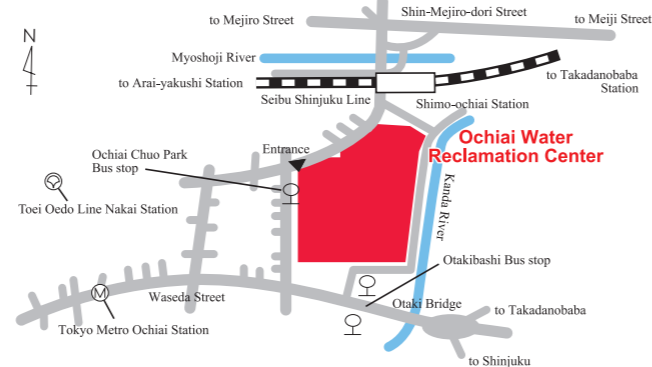 Shin-Mejiro-dori Street
to Mejiro Street
to Meiji Street
N
Myoshoji River
to Arai-yakushi Station
to Takadanobaba
Station
Seibu Shinjuku Line
Shimo-ochiai Station
Ochiai Water
Reclamation Center
Entrance
Ochiai Chuo Park
Bus stop
Kanda River
Toei Oedo Line Nakai Station
Otakibashi Bus stop
Waseda Street
M
Otaki Bridge
to Takadanobaba
Tokyo Metro Ochiai Station
to Shinjuku